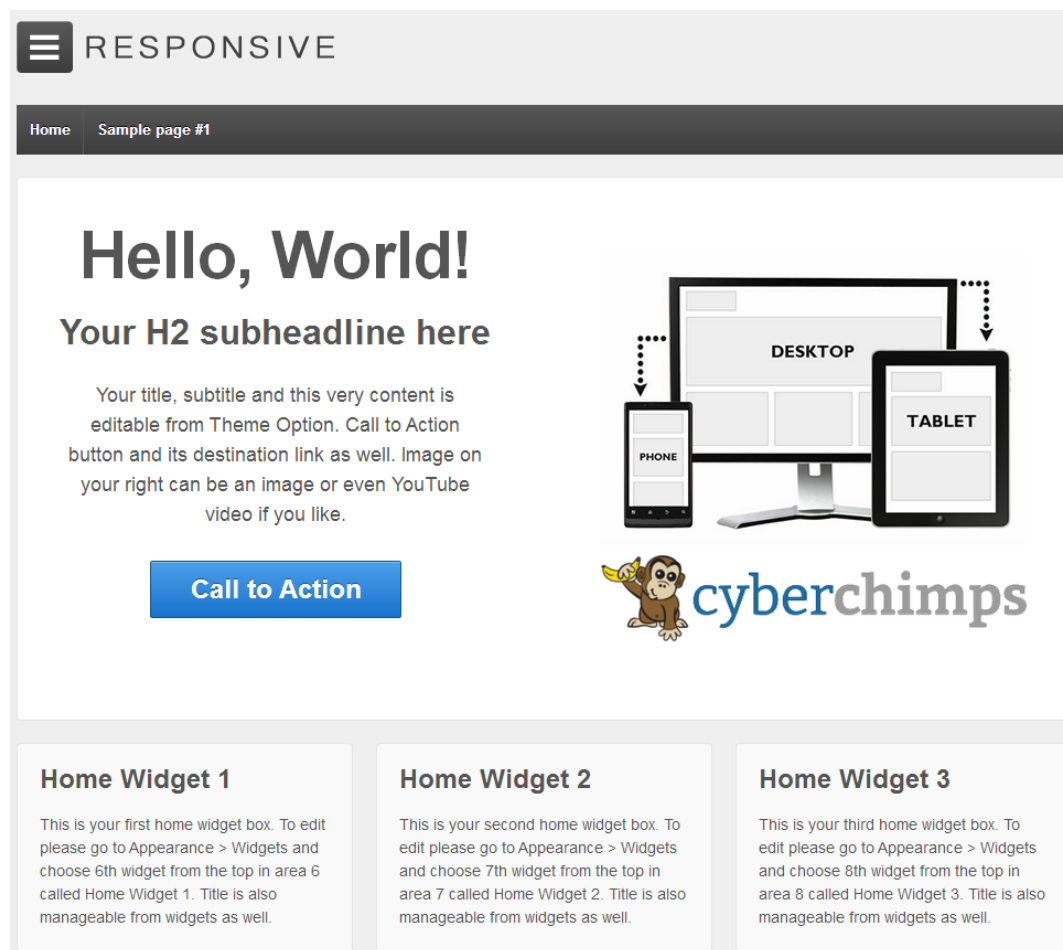 RESPONSIVE
Home
Sample page #1
Hello, World!
Your H2 subheadline here
Your title, subtitle and this very content is
editable from Theme Option. Call to Action
button and its destination link as well. Image on
your right can be an image or even YouTube
video if you like.
Call to Action
DESKTOP
TABLET
PHONE
cyberchimps
Home Widget 1
This is your first home widget box. To edit
please go to Appearance > Widgets and
choose 6th widget from the top in area 6
called Home Widget 1. Title is also
manageable from widgets as well.
Home Widget 2
This is your second home widget box. To
edit please go to Appearance > Widgets
and choose 7th widget from the top in
area 7 called Home Widget 2. Title is also
manageable from widgets as well.
Home Widget 3
This is your third home widget box. To
edit please go to Appearance > Widgets
and choose 8th widget from the top in
area 8 called Home Widget 3. Title is also
manageable from widgets as well.